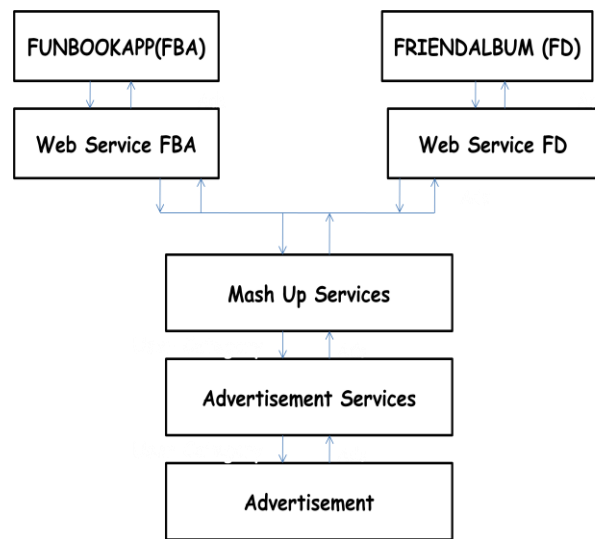 FUNBOOKAPP(FBA)
FRIENDALBUM (FD)
Web Service FBA
Web Service FD
Mash Up Services
Advertisement Services
Advertisement